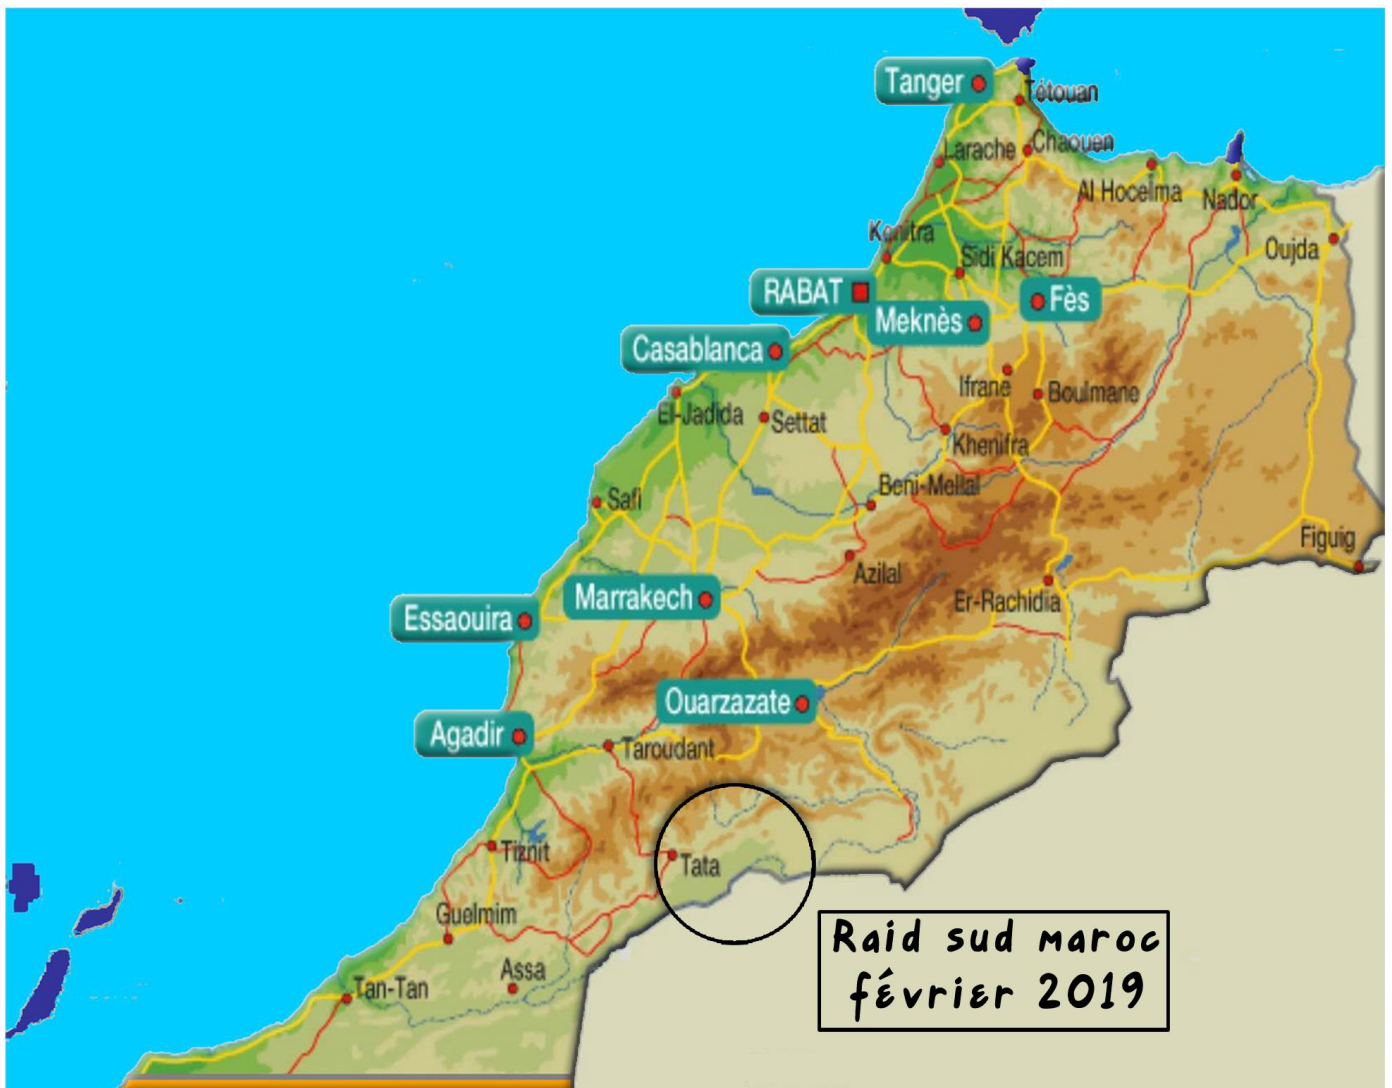 Tanger
Tétouan
Larache
Chaouen
Al Hoceïma
Nador
Kenitra
Sidi Kacem
Oujda
RABAT
Meknès
Fès
Casablanca
Ifrane
Boulmane
El-Jadida
Settat
Khenifra
Beni-Mellal
Safi
Figuig
Azilal
Er-Rachidia
Essaouira
Marrakech
Ouarzazate
Agadir
Taroudant
Tiznit
Tata
Guelmim
Assa
Tan-Tan
Raid sud maroc
février 2019